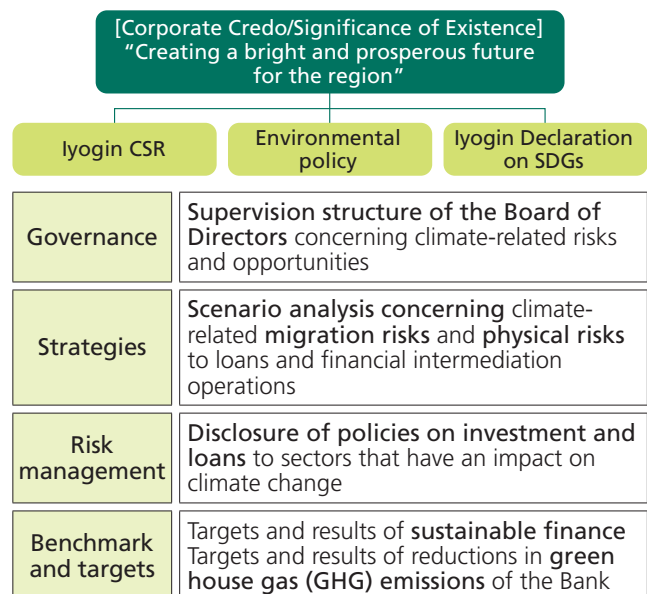 [Corporate Credo/Significance of Existence]
“Creating a bright and prosperous future
for the region”
Iyogin CSR
Environmental
policy
Iyogin Declaration
on SDGs
Governance
Supervision structure of the Board of
Directors concerning climate-related risks
and opportunities
Strategies
Scenario analysis concerning climate-
related migration risks and physical risks
to loans and financial intermediation
operations
Risk
management
Disclosure of policies on investment and
loans to sectors that have an impact on
climate change
Benchmark
and targets
Targets and results of sustainable finance
Targets and results of reductions in green
house gas (GHG) emissions of the Bank